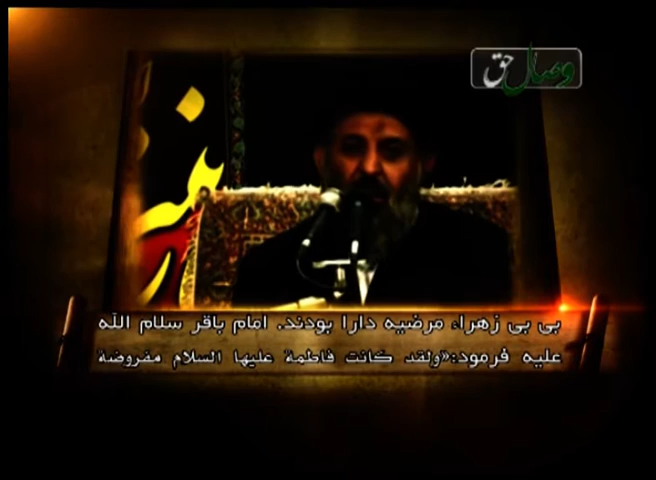 وصال حق
بی بی زهراء مرضیه دارا بودند. امام باقر سلام الله
علیه فرمود:«ولقد کانت فاطمة علیها السلام مفروضة